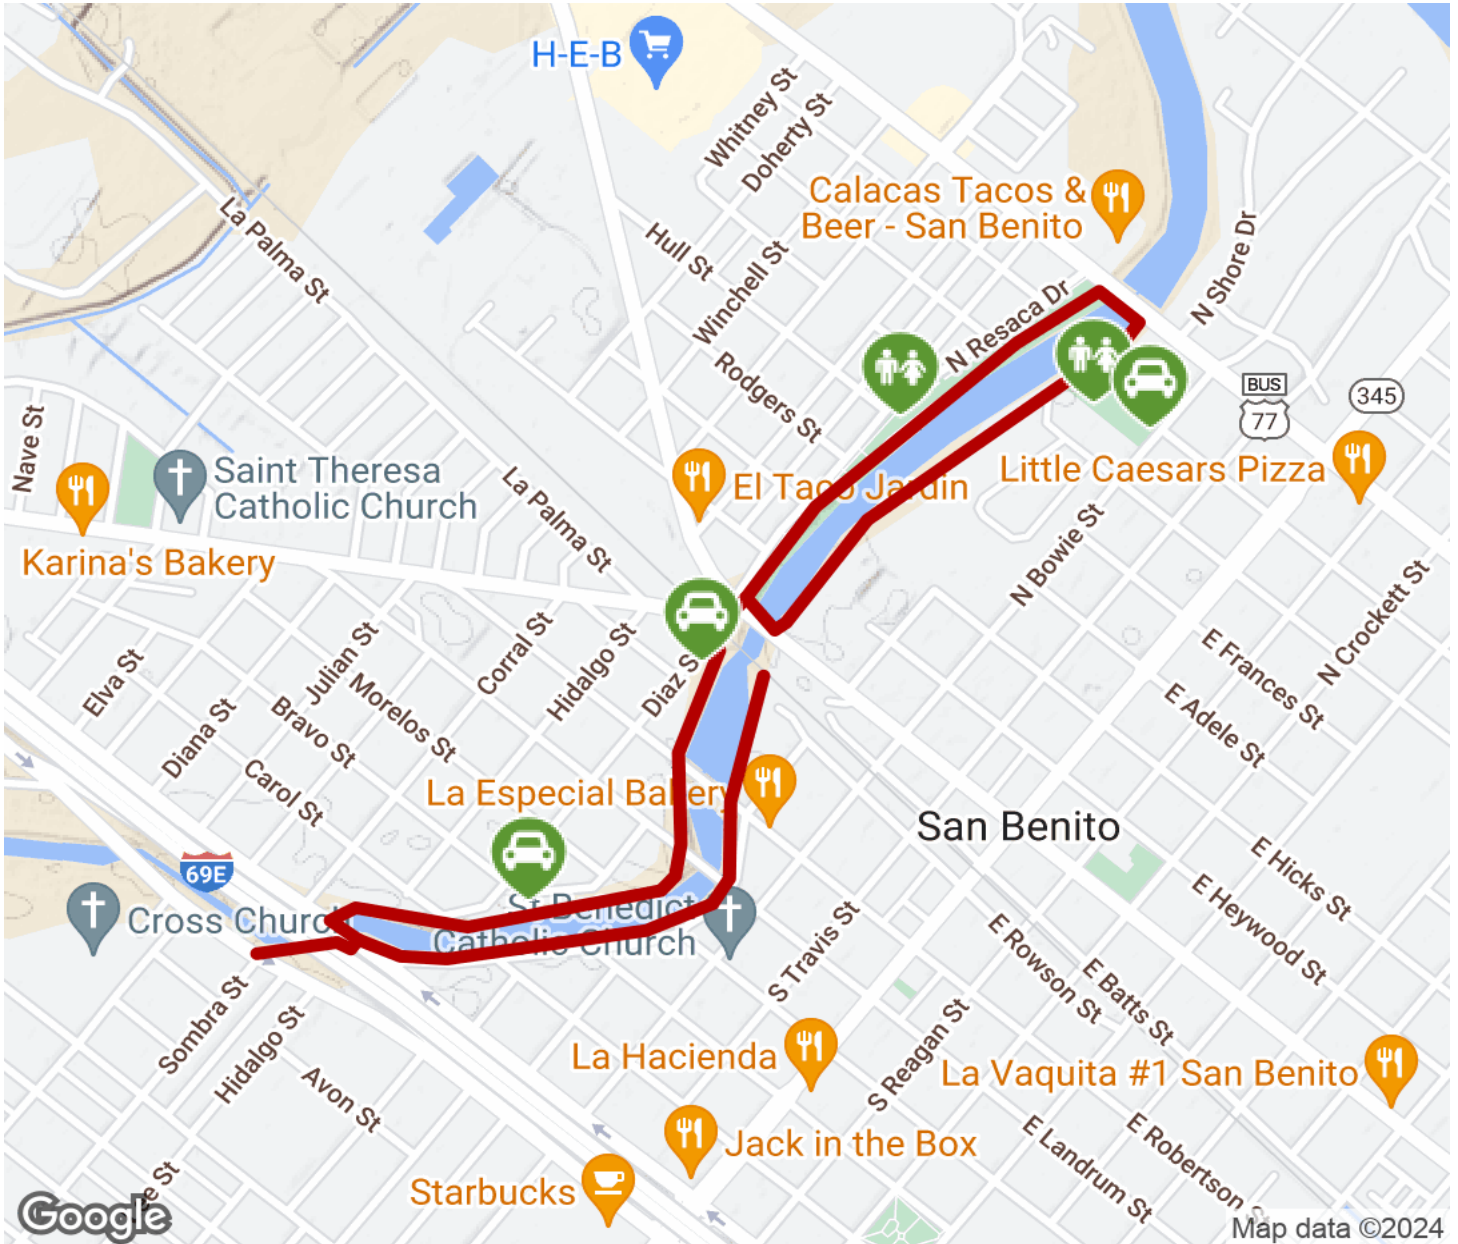 H-E-B
Whitney St
Doherty St
Calacas Tacos &
Beer - San Benito
La Palma St
Hull St
Winchell St
N Shore Dr
N Resaca Dr
Rodgers St
BUS
77
345
Nave St
Saint Theresa
Catholic Church
El Taco Jardin
Little Caesars Pizza
Karina's Bakery
La Palma St
N Bowie St
N Crockett St
E Frances St
E Adele St
Elva St
Julian St
Corral St
Hidalgo St
Diaz S
Diana St
Bravo St
Morelos St
Carol St
La Especial Bakery
San Benito
69E
Cross Church
St Benedict
Catholic Church
E Hicks St
E Heywood St
S Travis St
E Rowson St
E Batts St
Sombra St
Hidalgo St
Avon St
La Hacienda
S Reagan St
La Vaquita #1 San Benito
Jack in the Box
E Landrum St
E Robertson S
Starbucks
Google
Map data ©2024